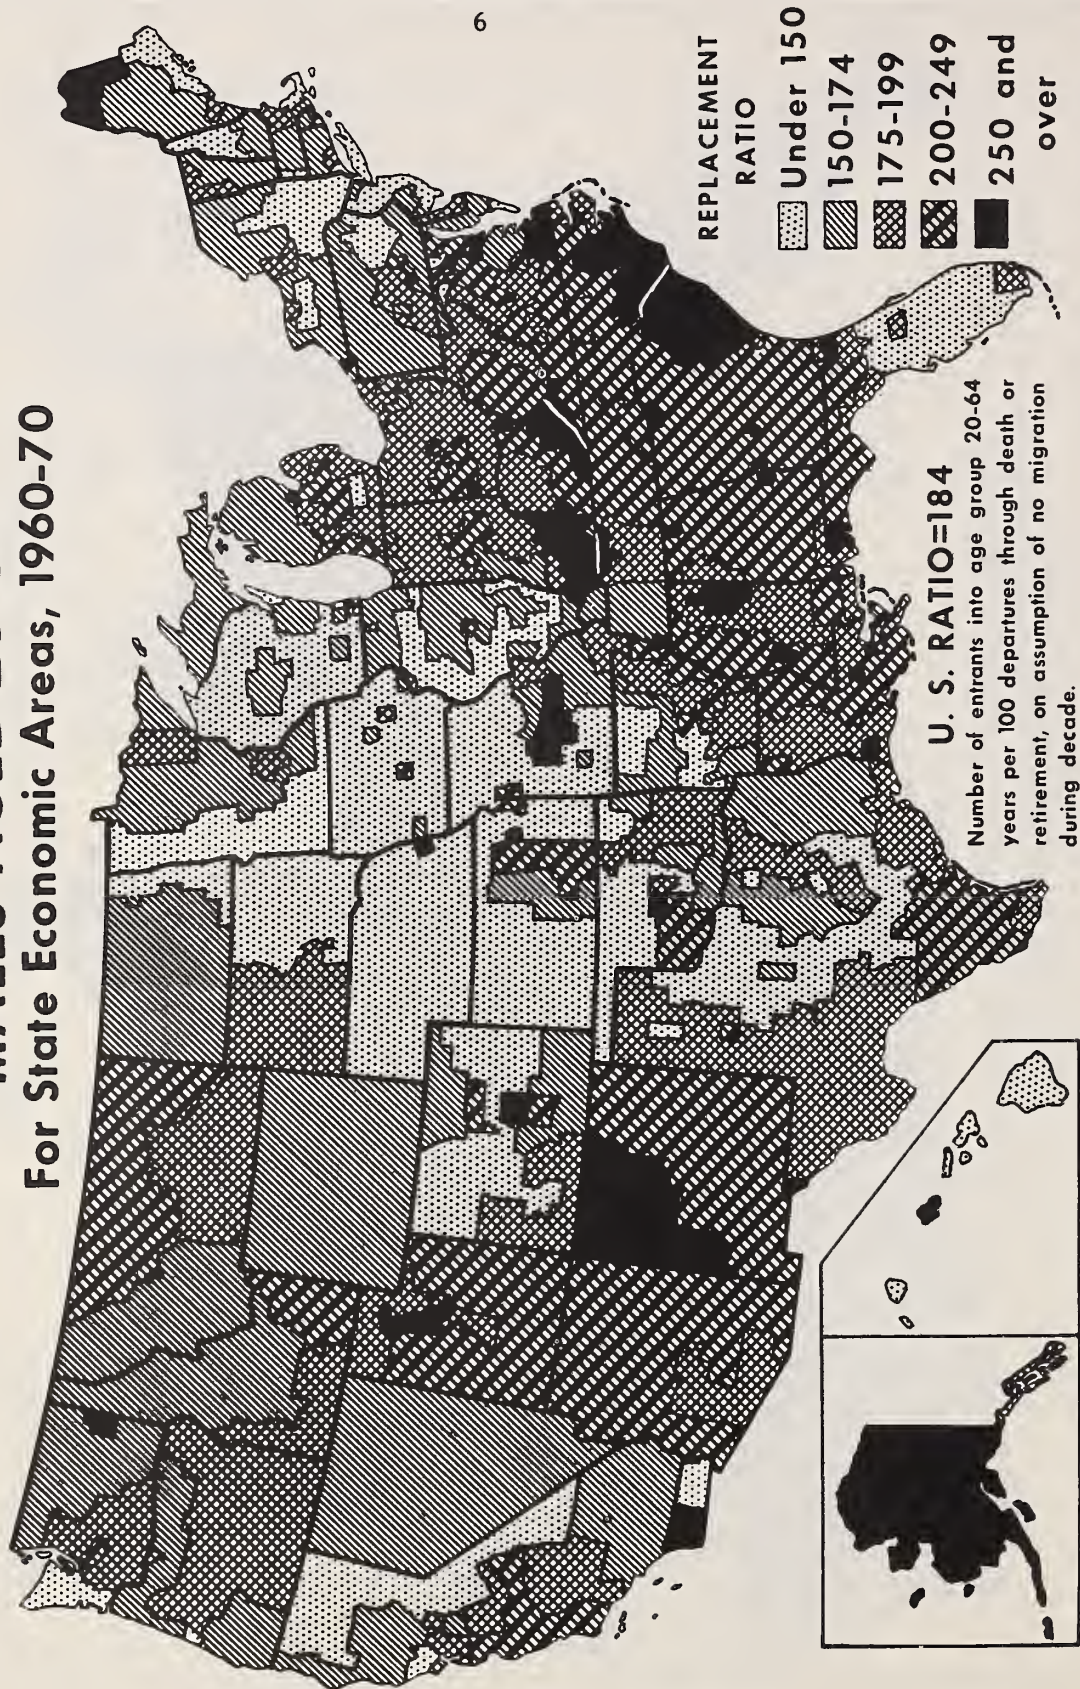 For State Economic Areas, 1960-70
6
REPLACEMENT
RATIO
Under 150
150-174
175-199
200-249
250 and
over
U. S. RATIO=184
Number of entrants into age group 20-64
years per 100 departures through death or
retirement, on assumption of no migration
during decade.